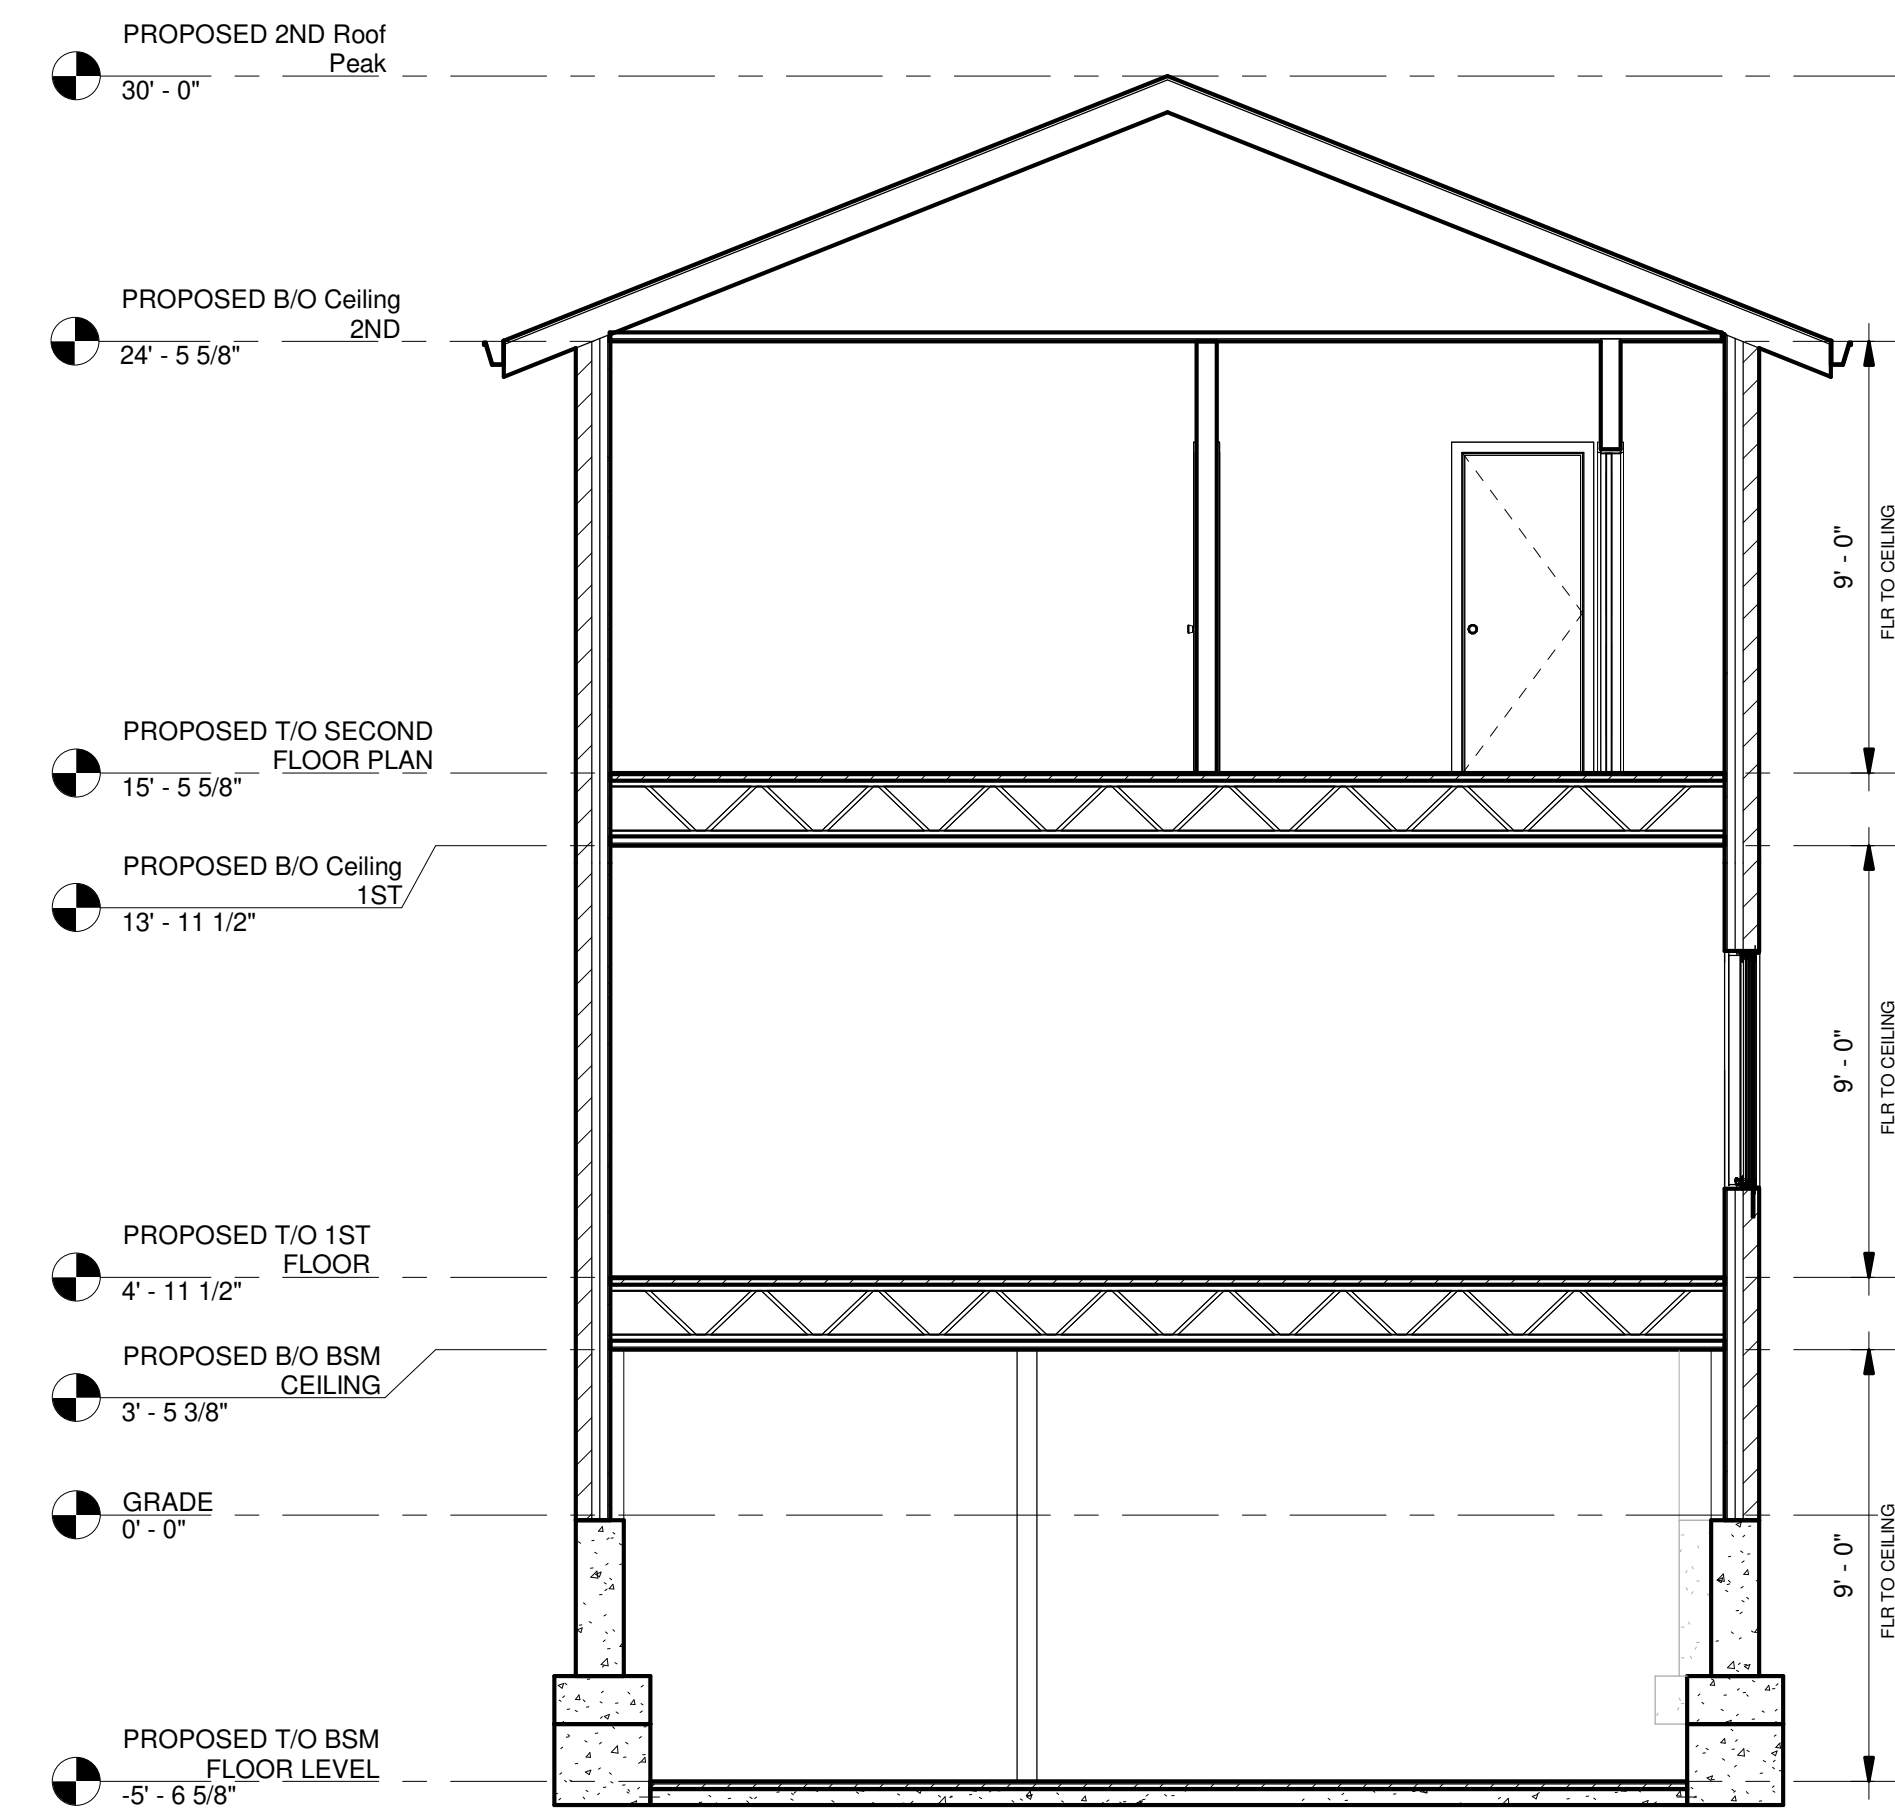 PROPOSED 2ND Roof
Peak
30' - 0"
PROPOSED B/O Ceiling
2ND
24' - 5 5/8"
9' - 0"
FLR TO CEILING
PROPOSED T/O SECOND
FLOOR PLAN
15' - 5 5/8"
PROPOSED B/O Ceiling
1ST
13' - 11 1/2"
9' - 0"
FLR TO CEILING
PROPOSED T/O 1ST
FLOOR
4' - 11 1/2"
PROPOSED B/O BSM
CEILING
3' - 5 3/8"
GRADE
0' - 0"
9' - 0"
FLR TO CEILING
PROPOSED T/O BSM
FLOOR LEVEL
-5' - 6 5/8"